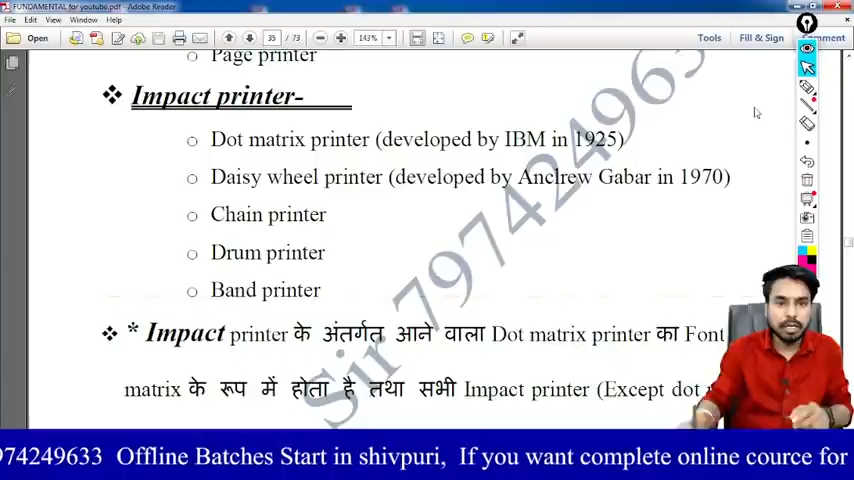 FUNDAMENTAL for youtube.pdf - Adobe Reader
File Edit View Window Help
Open 35 / 73 143% Tools Fill & Sign Comment
Page printer
❖ Impact printer-
○ Dot matrix printer (developed by IBM in 1925)
○ Daisy wheel printer (developed by Anclrew Gabar in 1970)
○ Chain printer
○ Drum printer
○ Band printer
❖ * Impact printer के अंतर्गत आने वाला Dot matrix printer का Font
matrix के रूप में होता है तथा सभी Impact printer (Except dot
Sir 797424963
974249633 Offline Batches Start in shivpuri, If you want complete online cource for